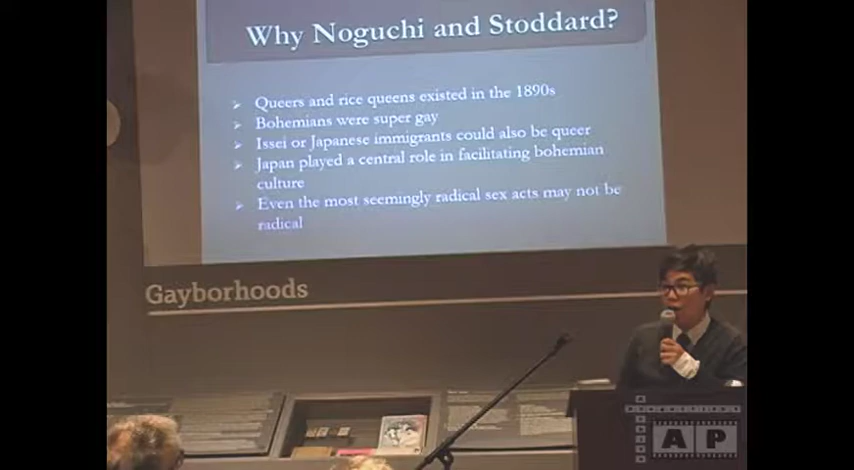 Why Noguchi and Stoddard?
Queers and rice queens existed in the 1890s
Bohemians were super gay
Issei or Japanese immigrants could also be queer
Japan played a central role in facilitating bohemian
culture
Even the most seemingly radical sex acts may not be
radical
Gayborhoods
AP